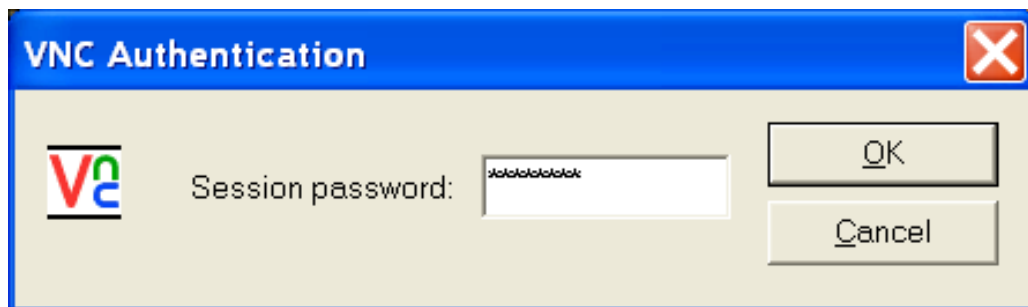 VNC Authentication
VNC
Session password:
*********
OK
Cancel